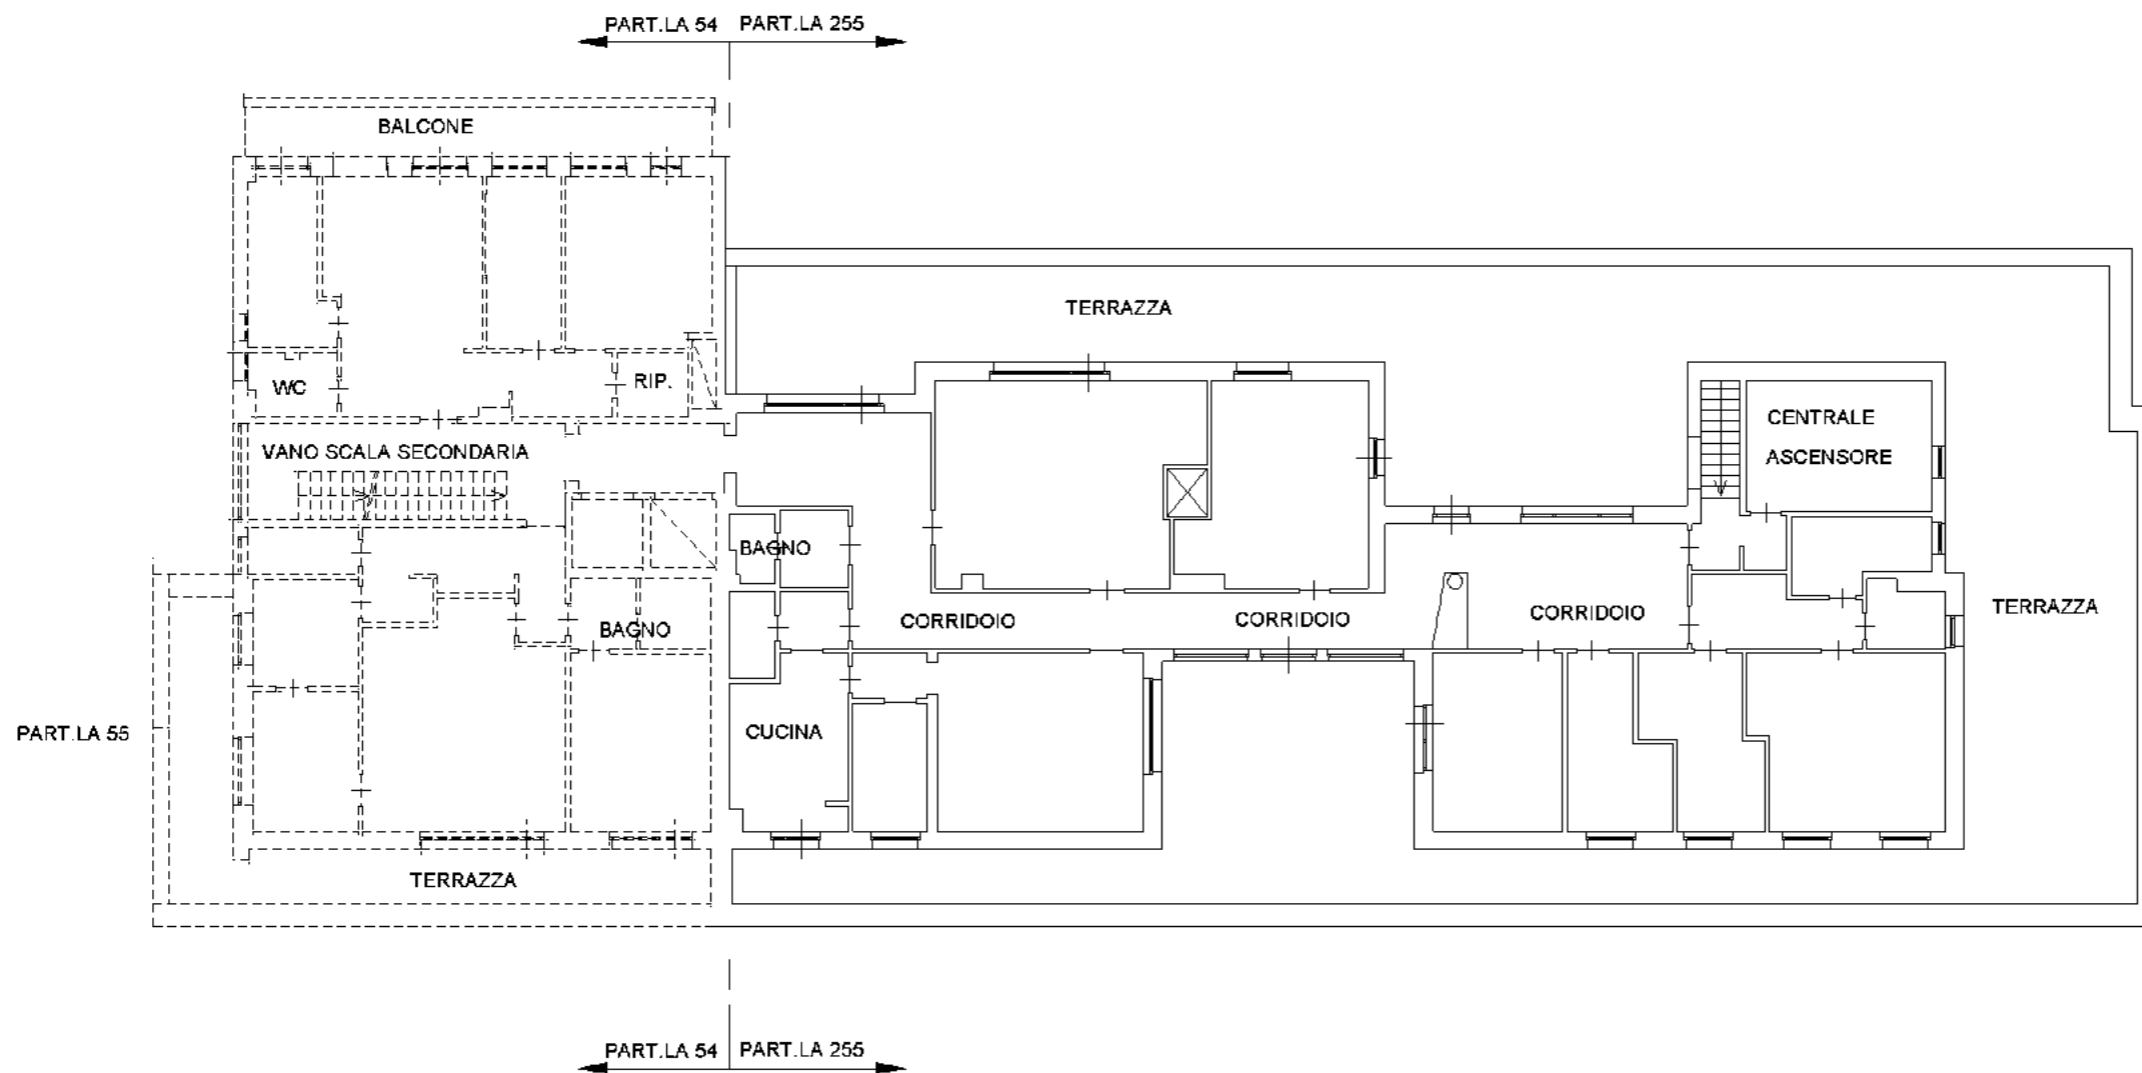 PART.LA 54 PART.LA 255
BALCONE
TERRAZZA
WC
RIP.
CENTRALE
ASCENSORE
VANO SCALA SECONDARIA
BAGNO
BAGNO
CORRIDOIO
CORRIDOIO
CORRIDOIO
TERRAZZA
PART.LA 55
CUCINA
TERRAZZA
PART.LA 54 PART.LA 255